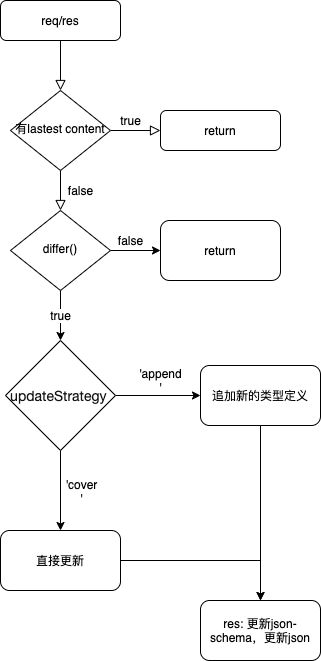 req/res
有lastest content
true
return
false
differ()
false
return
true
updateStrategy
'append
'
追加新的类型定义
'cover
'
直接更新
res: 更新json-
schema，更新json